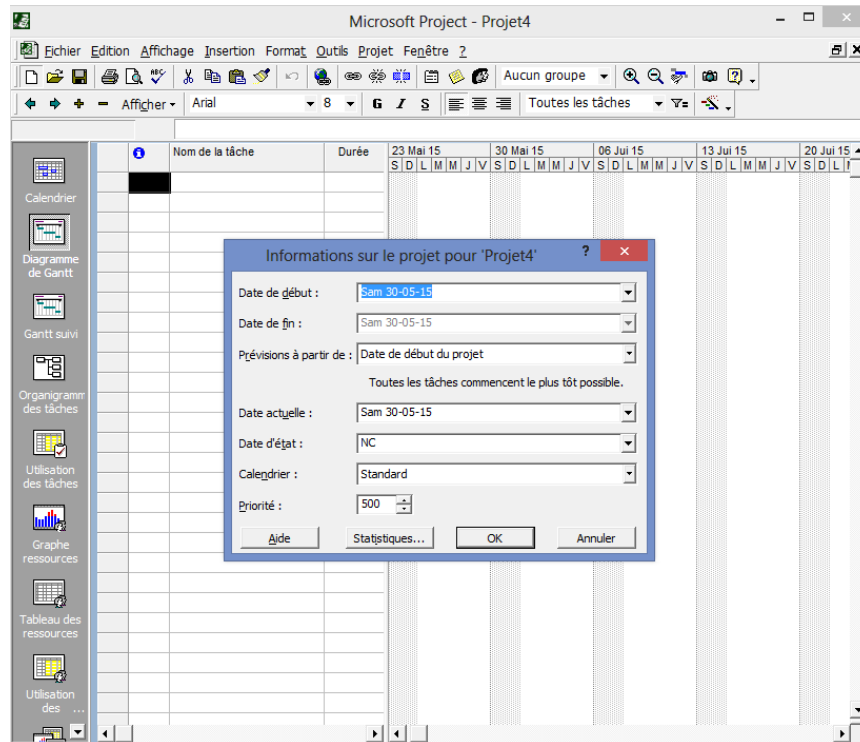 Microsoft Project - Projet4
Fichier Edition Affichage Insertion Format Outils Projet Fenêtre ?
Aucun groupe
Afficher Arial 8 G I S Toutes les tâches
Nom de la tâche Durée 23 Mai 15 30 Mai 15 06 Jui 15 13 Jui 15 20 Jui 15
S D L M M J V S D L M M J V S D L M M J V S D L M M J V S D L
Calendrier
Diagramme de Gantt
Gantt suivi
Organigramm des tâches
Utilisation des tâches
Graphe ressources
Tableau des ressources
Utilisation des ...
Informations sur le projet pour 'Projet4' ?
Date de début : Sam 30-05-15
Date de fin : Sam 30-05-15
Prévisions à partir de : Date de début du projet
Toutes les tâches commencent le plus tôt possible.
Date actuelle : Sam 30-05-15
Date d'état : NC
Calendrier : Standard
Priorité : 500
Aide Statistiques... OK Annuler